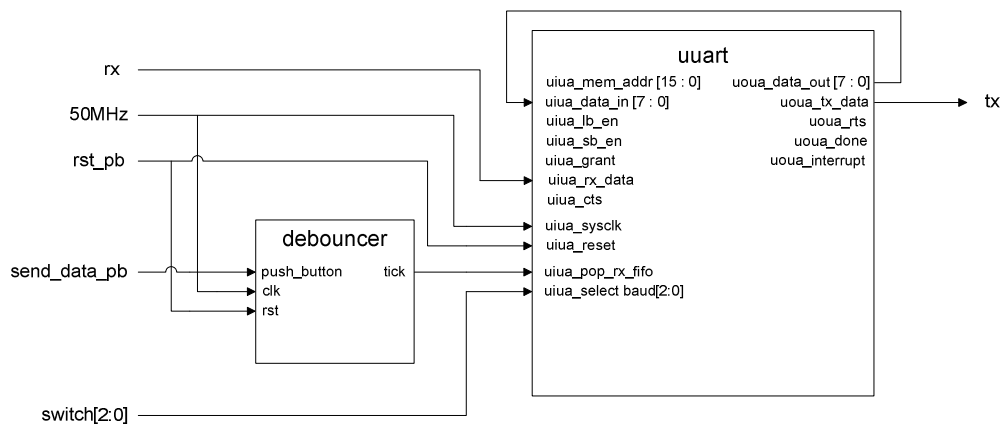 rx
50MHz
rst_pb
send_data_pb
switch[2:0]
debouncer
push_button
tick
clk
rst
uuart
uiua_mem_addr [15 : 0]
uoua_data_out [7 : 0]
uiua_data_in [7 : 0]
uoua_tx_data
uiua_lb_en
uoua_rts
uiua_sb_en
uoua_done
uiua_grant
uoua_interrupt
uiua_rx_data
uiua_cts
uiua_sysclk
uiua_reset
uiua_pop_rx_fifo
uiua_select baud[2:0]
tx